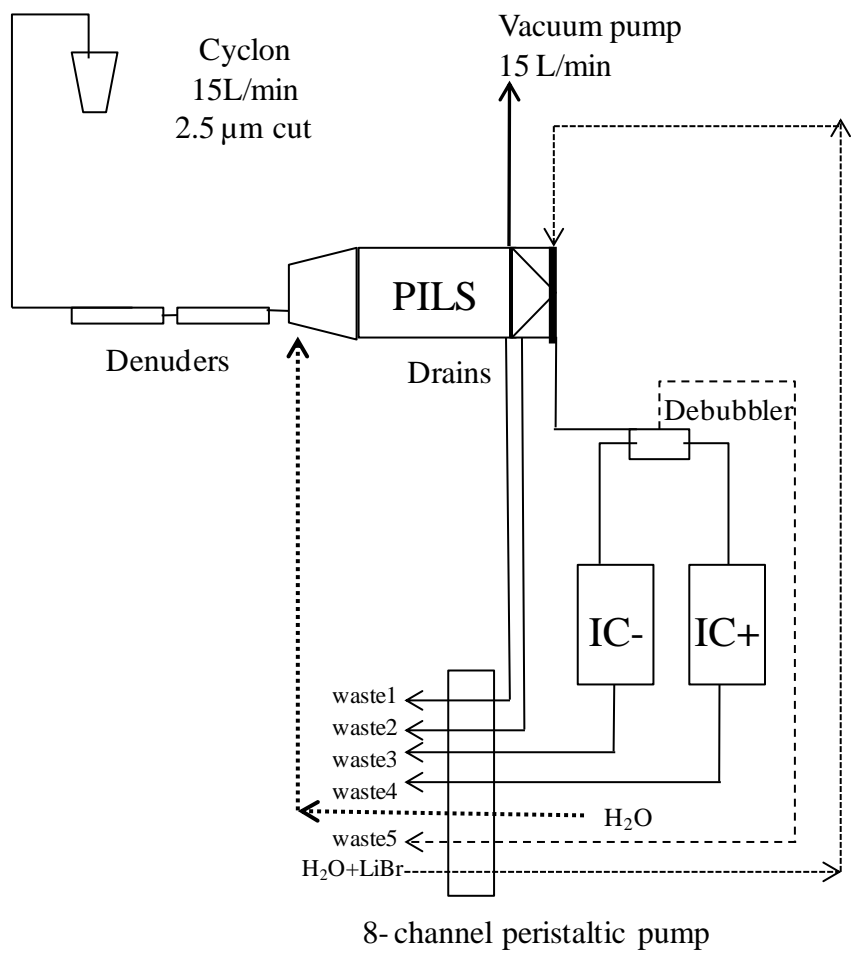 Cyclon
15L/min
2.5 µm cut
Vacuum pump
15 L/min
PILS
Denuders
Drains
Debubbler
IC-
IC+
waste1
waste2
waste3
waste4
H₂O
waste5
H₂O+LiBr
8- channel peristaltic pump